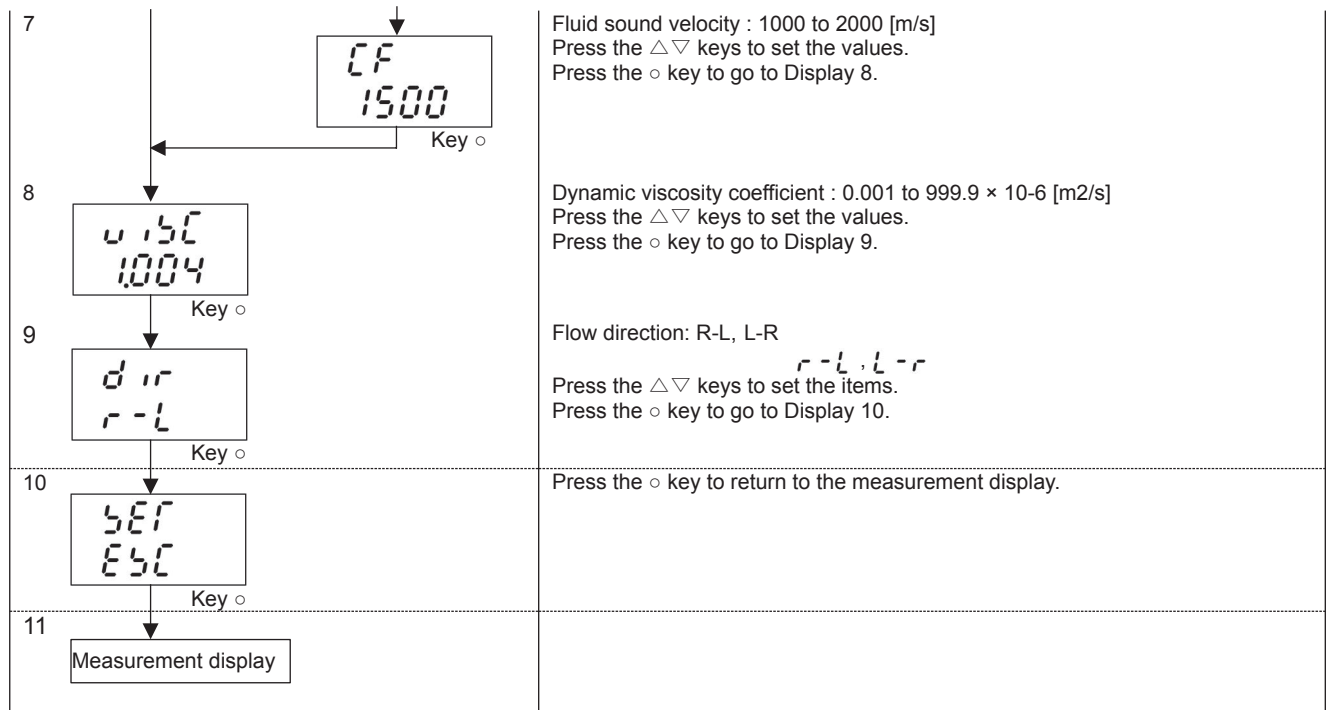 7
CF
1500
Key ○
Fluid sound velocity : 1000 to 2000 [m/s]
Press the △▽ keys to set the values.
Press the ○ key to go to Display 8.
8
viSC
1.004
Key ○
Dynamic viscosity coefficient : 0.001 to 999.9 × 10-6 [m2/s]
Press the △▽ keys to set the values.
Press the ○ key to go to Display 9.
9
dir
r-L
Key ○
Flow direction: R-L, L-R
r-L , L-r
Press the △▽ keys to set the items.
Press the ○ key to go to Display 10.
10
SET
ESC
Key ○
Press the ○ key to return to the measurement display.
11
Measurement display